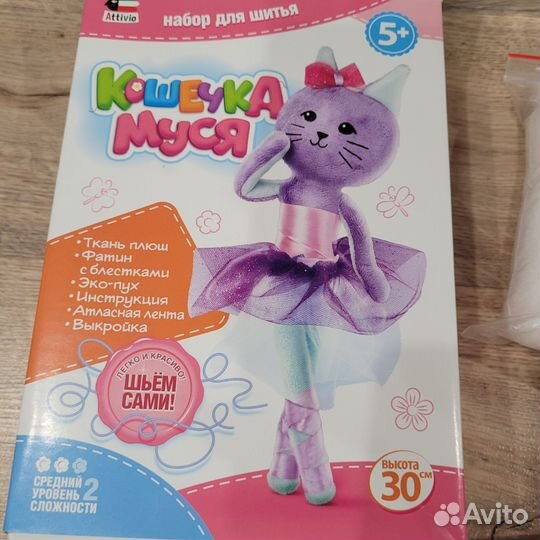 Attivio
НАБОР ДЛЯ ШИТЬЯ
5+
КОШЕЧКА
МУСЯ
• Ткань плюш
• Фатин
с блестками
• Эко-пух
• Инструкция
• Атласная лента
• Выкройка
ЛЕГКО И КРАСИВО!
ШЬЁМ
САМИ!
СРЕДНИЙ
УРОВЕНЬ 2
СЛОЖНОСТИ
ВЫСОТА
30 СМ
Avito